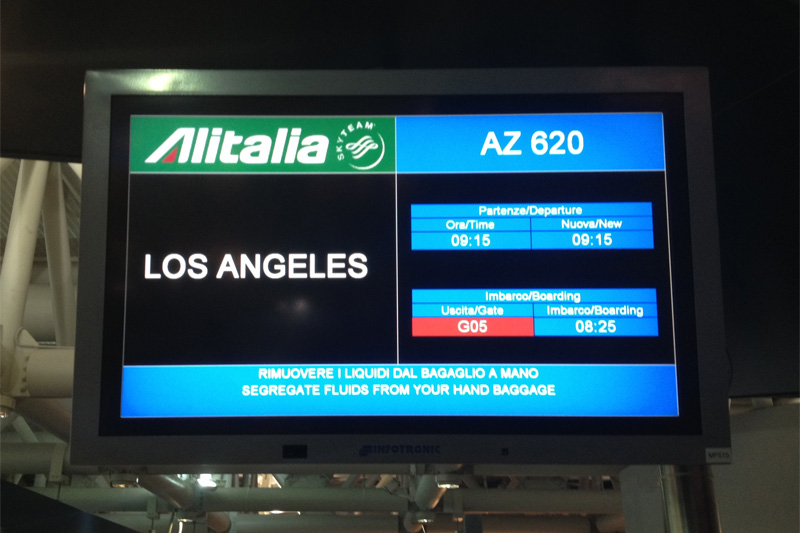 Alitalia SKYTEAM
AZ 620
LOS ANGELES
Partenze/Departure
Ora/Time Nuova/New
09:15 09:15
Imbarco/Boarding
Uscita/Gate Imbarco/Boarding
G05 08:25
RIMUOVERE I LIQUIDI DAL BAGAGLIO A MANO
SEGREGATE FLUIDS FROM YOUR HAND BAGGAGE
INFOTRONIC